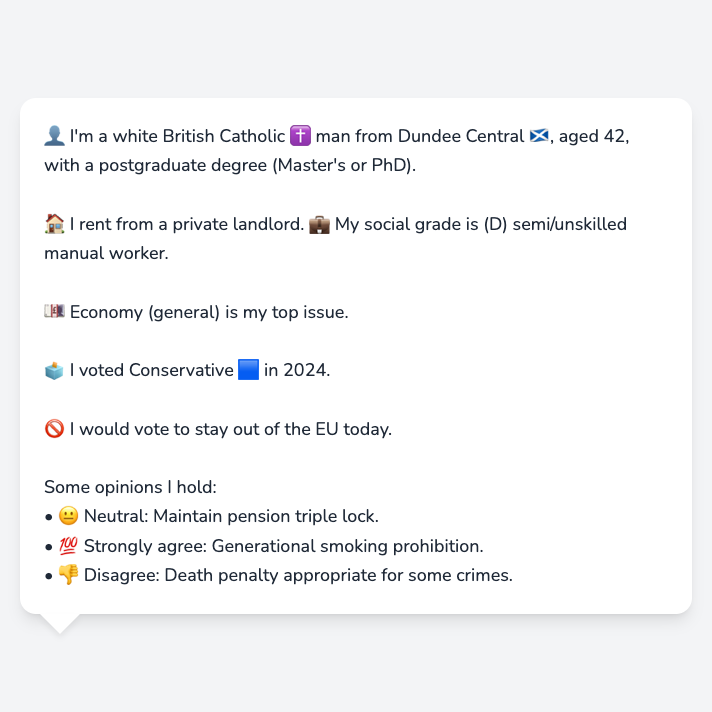 👤 I'm a white British Catholic ✝️ man from Dundee Central 🏴󠁧󠁢󠁳󠁣󠁴󠁿, aged 42,
with a postgraduate degree (Master's or PhD).
🏠 I rent from a private landlord. 💼 My social grade is (D) semi/unskilled
manual worker.
💷 Economy (general) is my top issue.
🗳️ I voted Conservative 🟦 in 2024.
🚫 I would vote to stay out of the EU today.
Some opinions I hold:
• 😐 Neutral: Maintain pension triple lock.
• 💯 Strongly agree: Generational smoking prohibition.
• 👎 Disagree: Death penalty appropriate for some crimes.